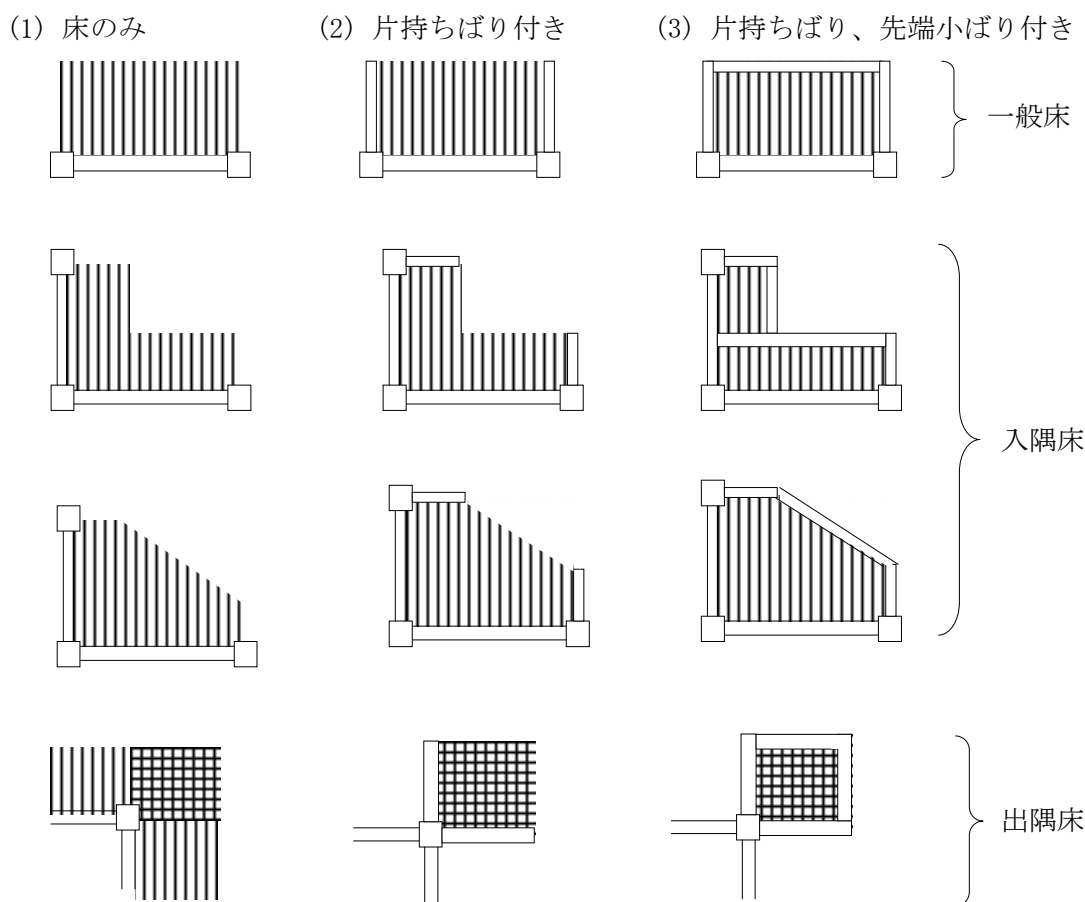 (1) 床のみ
(2) 片持ちばり付き
(3) 片持ちばり、先端小ばり付き
一般床
入隅床
出隅床